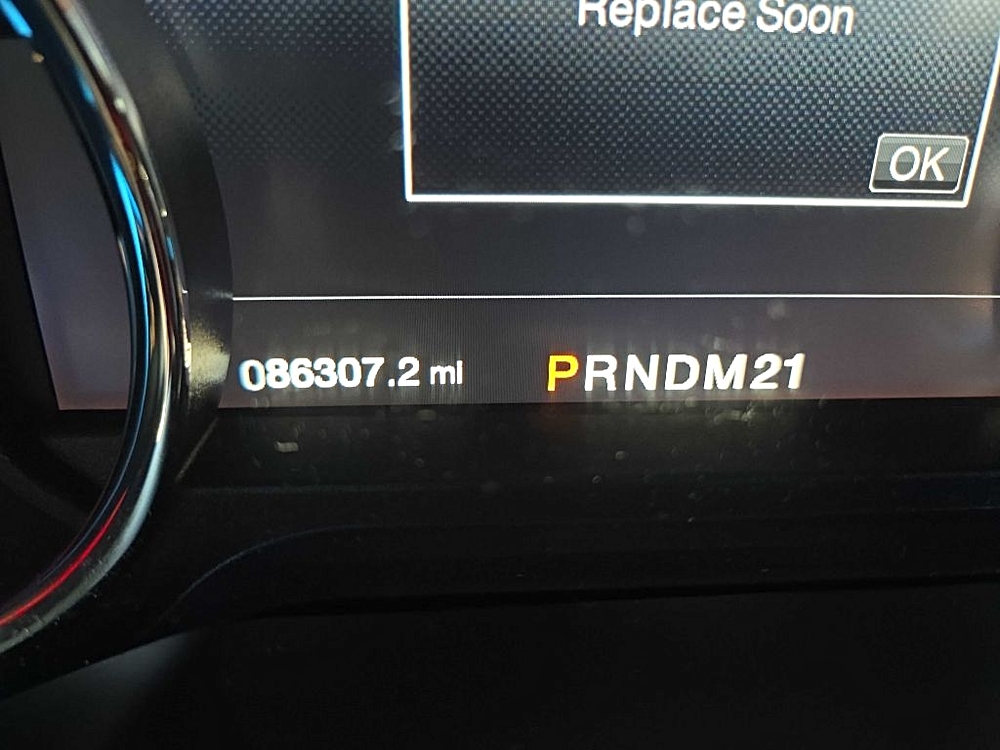 Replace Soon
OK
086307.2 mi PRNDM21